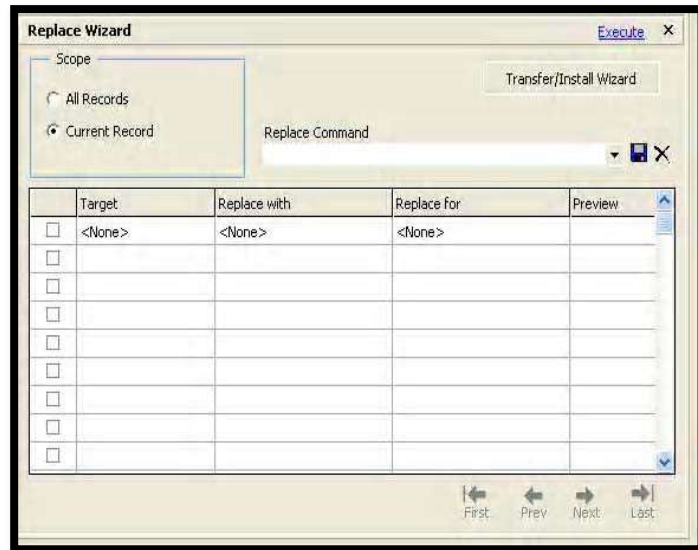 Replace Wizard Execute X
Scope
Transfer/Install Wizard
All Records
Current Record
Replace Command
Target Replace with Replace for Preview
<None> <None> <None>
First Prev Next Last